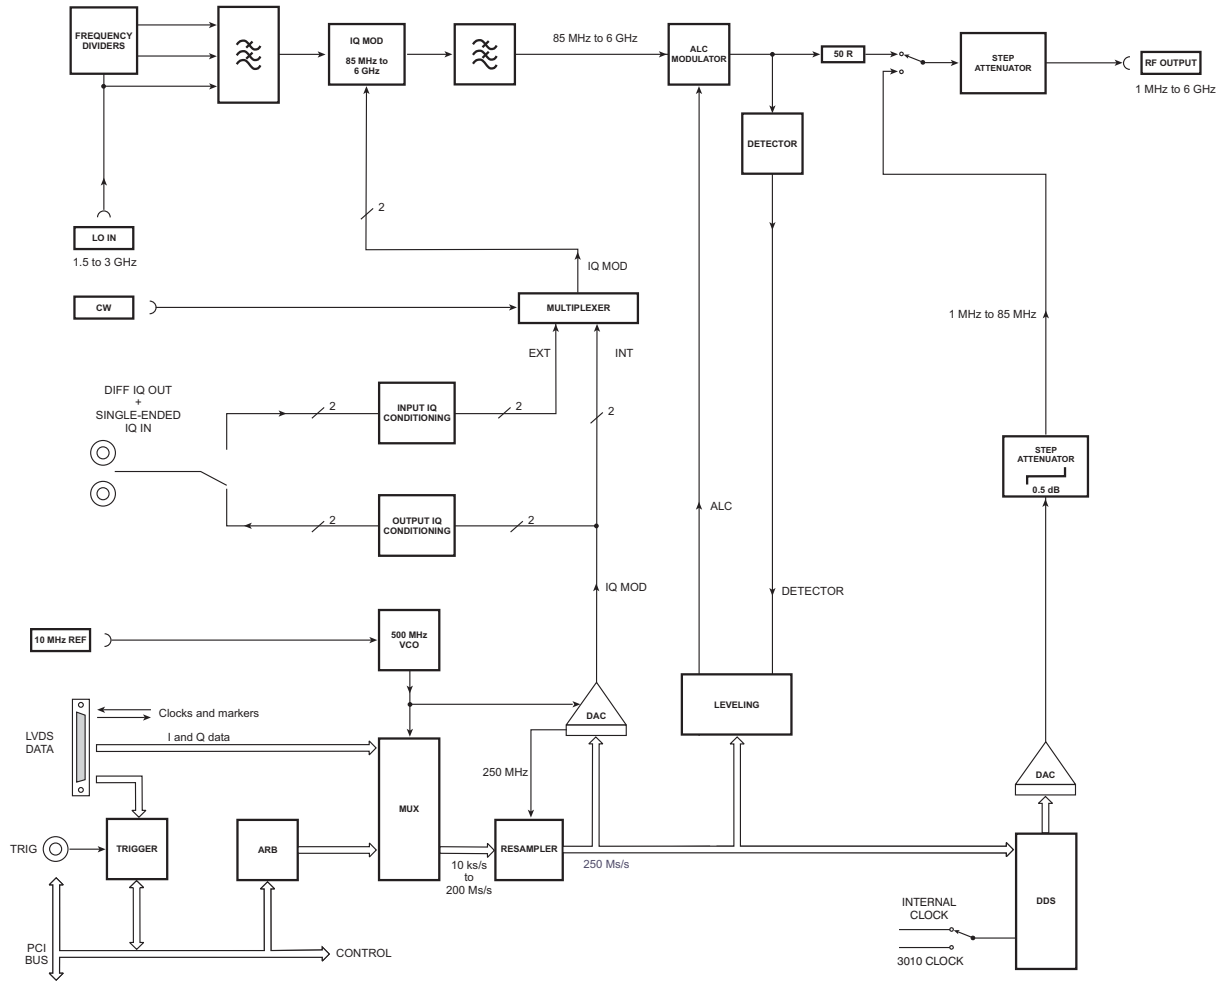 FREQUENCY
DIVIDERS
IQ MOD
85 MHz to
6 GHz
85 MHz to 6 GHz
ALC
MODULATOR
50 R
STEP
ATTENUATOR
RF OUTPUT
1 MHz to 6 GHz
DETECTOR
2
LO IN
1.5 to 3 GHz
IQ MOD
CW
MULTIPLEXER
1 MHz to 85 MHz
EXT
INT
DIFF IQ OUT
+
SINGLE-ENDED
IQ IN
2
INPUT IQ
CONDITIONING
2
2
STEP
ATTENUATOR
0.5 dB
2
OUTPUT IQ
CONDITIONING
2
ALC
IQ MOD
DETECTOR
10 MHz REF
500 MHz
VCO
LVDS
DATA
Clocks and markers
I and Q data
DAC
LEVELING
250 MHz
DAC
MUX
TRIG
TRIGGER
ARB
RESAMPLER
10 ks/s
to
200 Ms/s
250 Ms/s
DDS
INTERNAL
CLOCK
3010 CLOCK
PCI
BUS
CONTROL